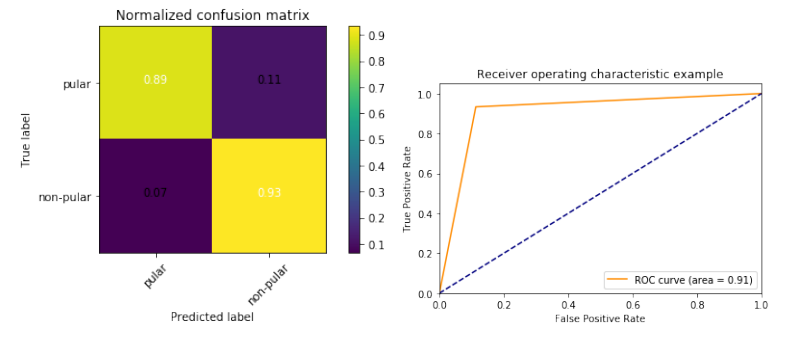 Normalized confusion matrix
pular
non-pular
True label
0.89
0.11
0.07
0.93
pular
non-pular
Predicted label
0.9
0.8
0.7
0.6
0.5
0.4
0.3
0.2
0.1
Receiver operating characteristic example
True Positive Rate
1.0
0.8
0.6
0.4
0.2
0.0
0.0
0.2
0.4
0.6
0.8
1.0
False Positive Rate
ROC curve (area = 0.91)